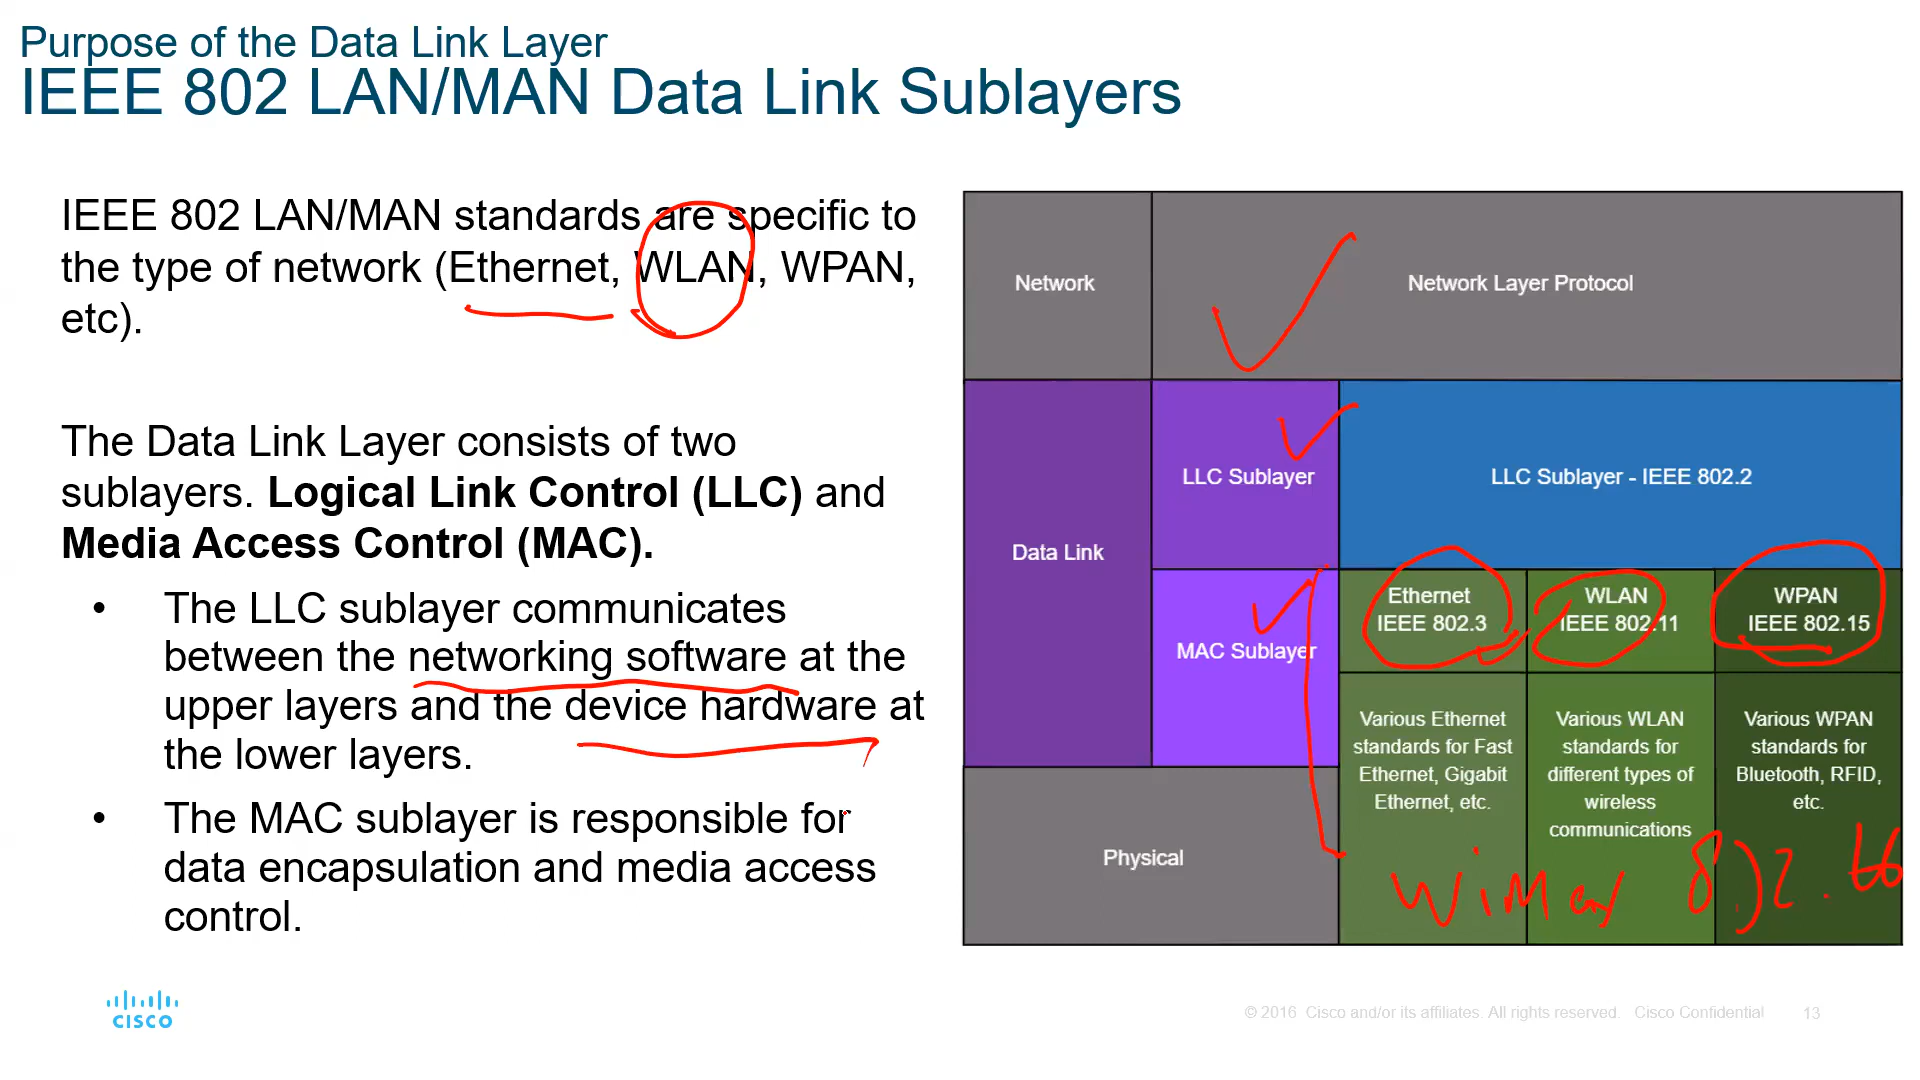 Purpose of the Data Link Layer
IEEE 802 LAN/MAN Data Link Sublayers
IEEE 802 LAN/MAN standards are specific to
the type of network (Ethernet, WLAN, WPAN,
etc).
The Data Link Layer consists of two
sublayers. Logical Link Control (LLC) and
Media Access Control (MAC).
• The LLC sublayer communicates
between the networking software at the
upper layers and the device hardware at
the lower layers.
• The MAC sublayer is responsible for
data encapsulation and media access
control.
Network
Network Layer Protocol
Data Link
LLC Sublayer
LLC Sublayer - IEEE 802.2
MAC Sublayer
Ethernet
IEEE 802.3
WLAN
IEEE 802.11
WPAN
IEEE 802.15
Physical
Various Ethernet
standards for Fast
Ethernet, Gigabit
Ethernet, etc.
Various WLAN
standards for
different types of
wireless
communications
Various WPAN
standards for
Bluetooth, RFID,
etc.
WiMax
CISCO
© 2016 Cisco and/or its affiliates. All rights reserved. Cisco Confidential 13